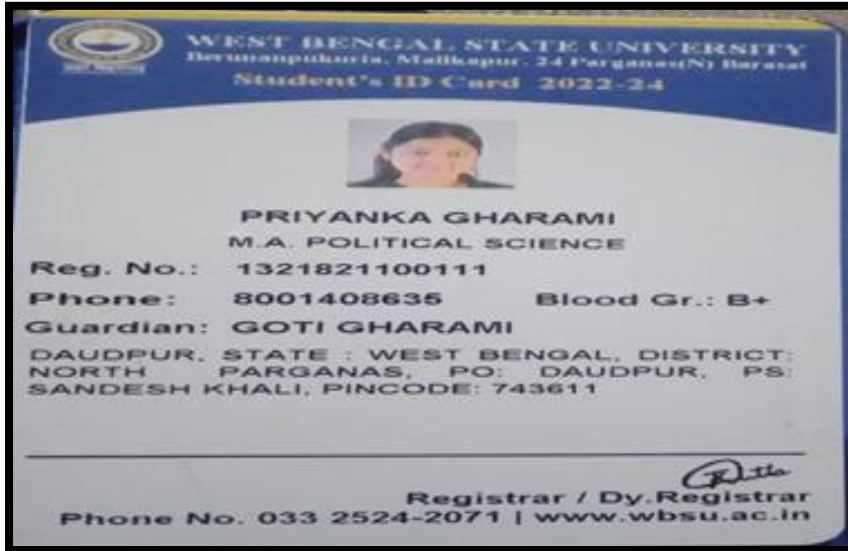 WEST BENGAL STATE UNIVERSITY
Berunanpukuria, Malikapur, 24 Parganas(N) Barasat
Student's ID Card 2022-24
PRIYANKA GHARAMI
M.A. POLITICAL SCIENCE
Reg. No.: 1321821100111
Phone: 8001408635 Blood Gr.: B+
Guardian: GOTI GHARAMI
DAUDPUR, STATE : WEST BENGAL, DISTRICT:
NORTH PARGANAS, PO: DAUDPUR, PS:
SANDESH KHALI, PINCODE: 743611
Registrar / Dy.Registrar
Phone No. 033 2524-2071 | www.wbsu.ac.in